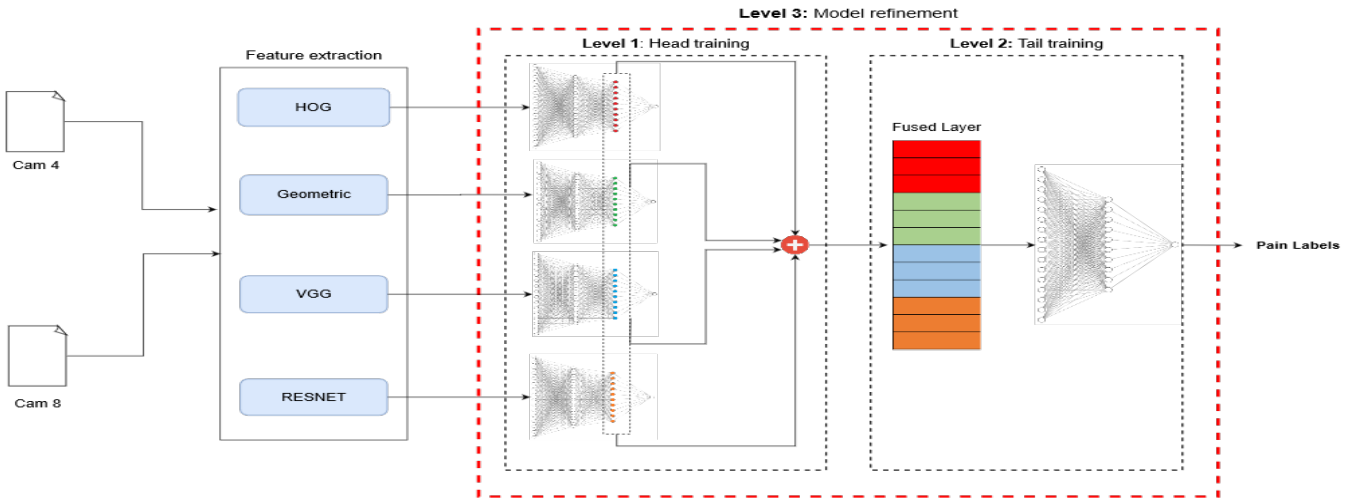 Level 3: Model refinement
Feature extraction
Level 1: Head training
Level 2: Tail training
HOG
Cam 4
Fused Layer
Geometric
Pain Labels
VGG
Cam 8
RESNET